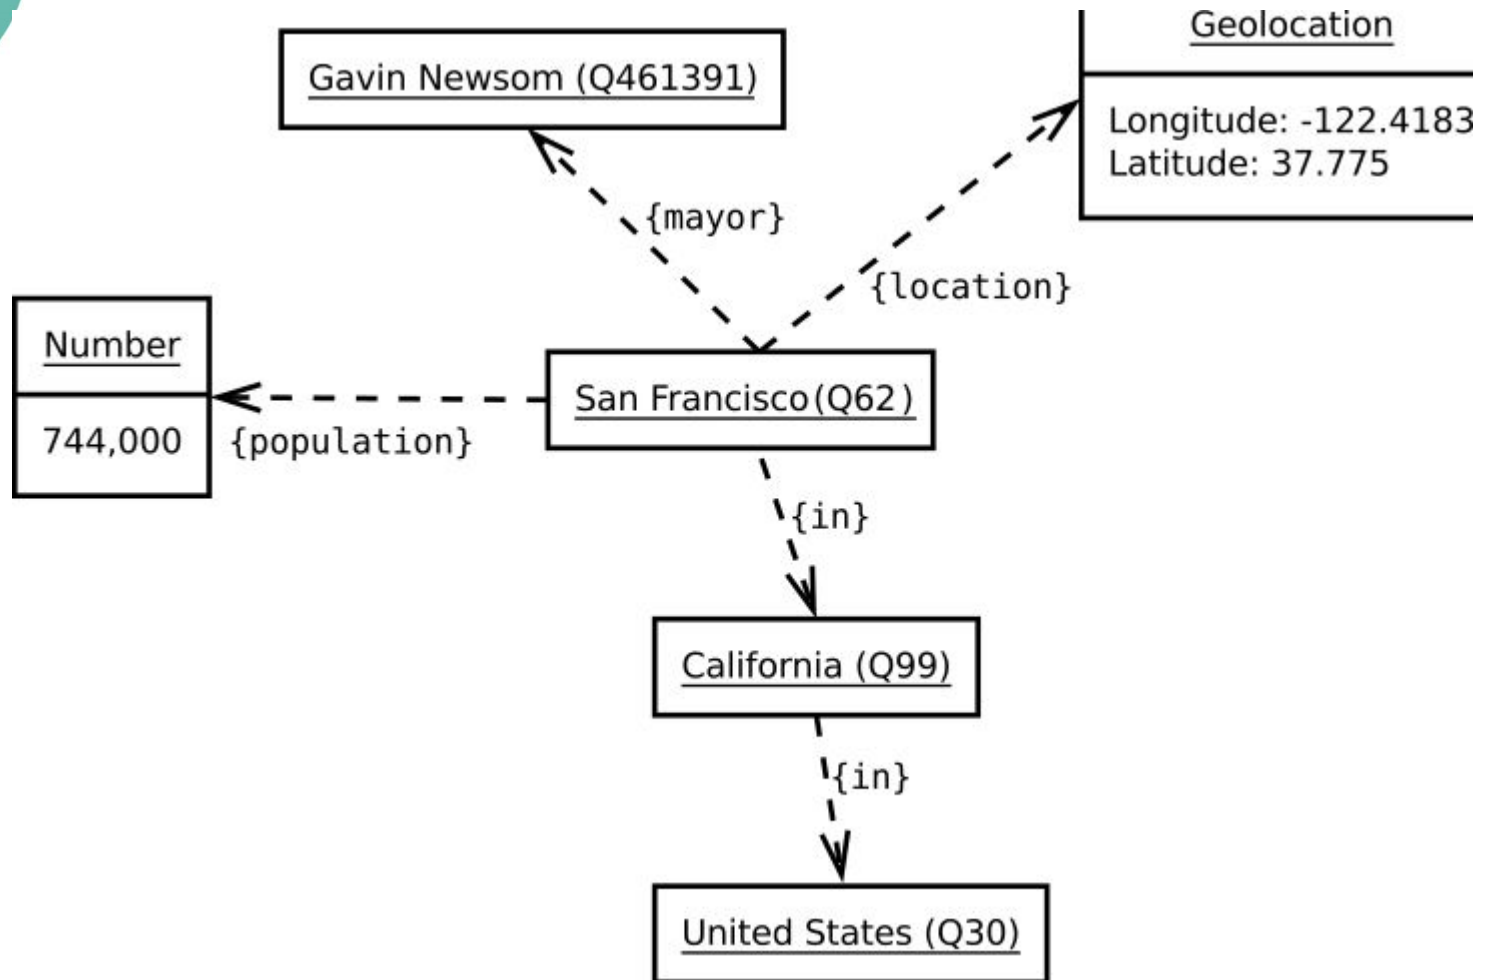 Geolocation
Gavin Newsom (Q461391)
Longitude: -122.4183
Latitude: 37.775
{mayor}
{location}
Number
San Francisco(Q62)
744,000
{population}
{in}
California (Q99)
{in}
United States (Q30)